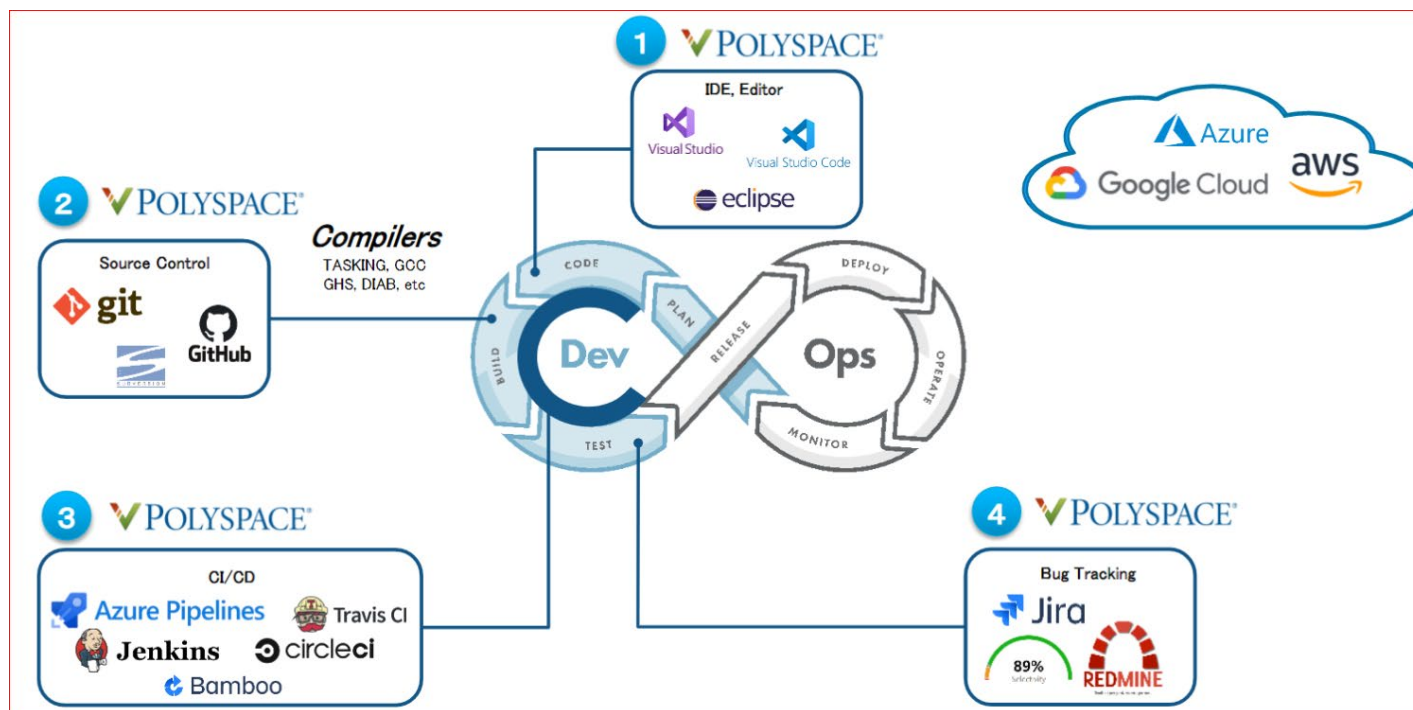 1 POLYSPACE®
IDE, Editor
Visual Studio
Visual Studio Code
eclipse
Azure
Google Cloud
aws
2 POLYSPACE®
Source Control
git
GitHub
SUBVERSION
Compilers
TASKING, GCC
GHS, DIAB, etc
CODE
BUILD
PLAN
TEST
Dev
RELEASE
Ops
DEPLOY
OPERATE
MONITOR
3 POLYSPACE®
CI/CD
Azure Pipelines
Travis CI
Jenkins
circleci
Bamboo
4 POLYSPACE®
Bug Tracking
Jira
89%
Selectivity
REDMINE